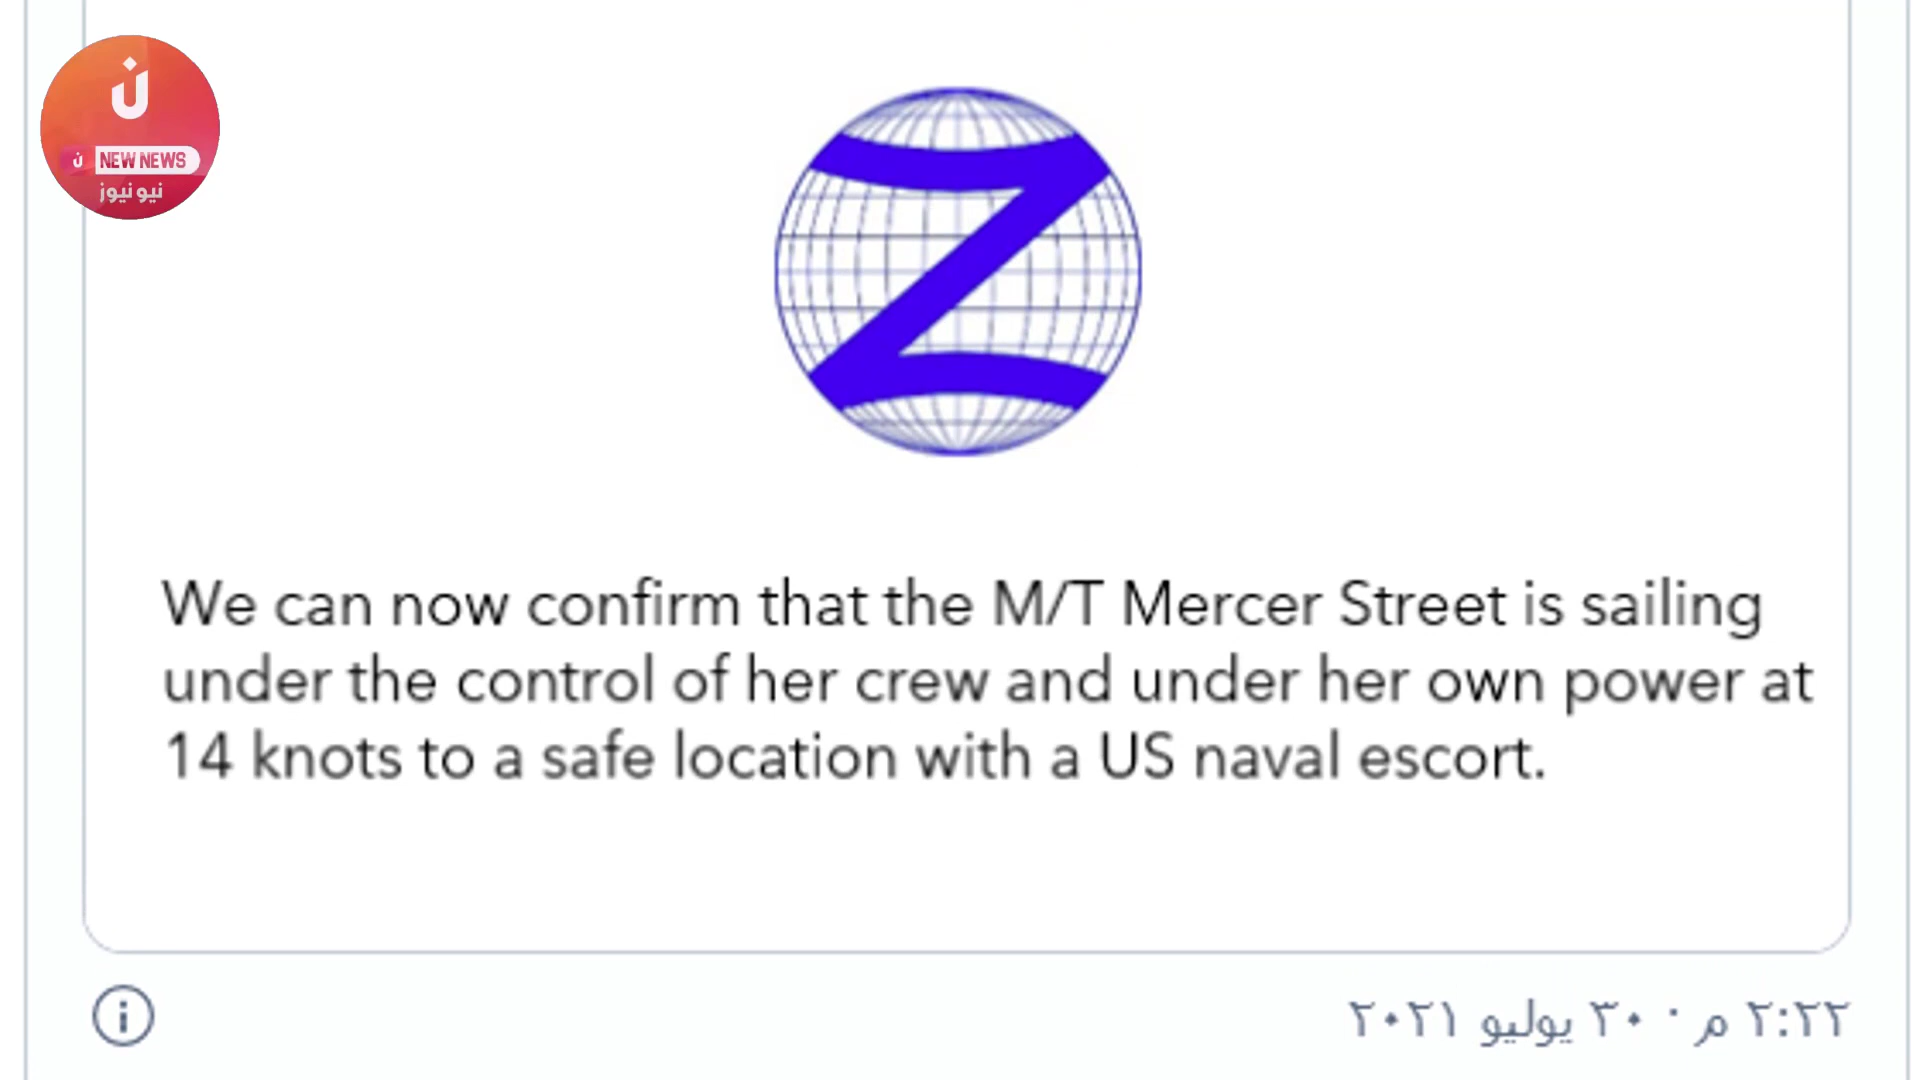 ن
ن NEW NEWS
نيو نيوز
Z
We can now confirm that the M/T Mercer Street is sailing
under the control of her crew and under her own power at
14 knots to a safe location with a US naval escort.
٢:٢٢ م · ٣٠ يوليو ٢٠٢١